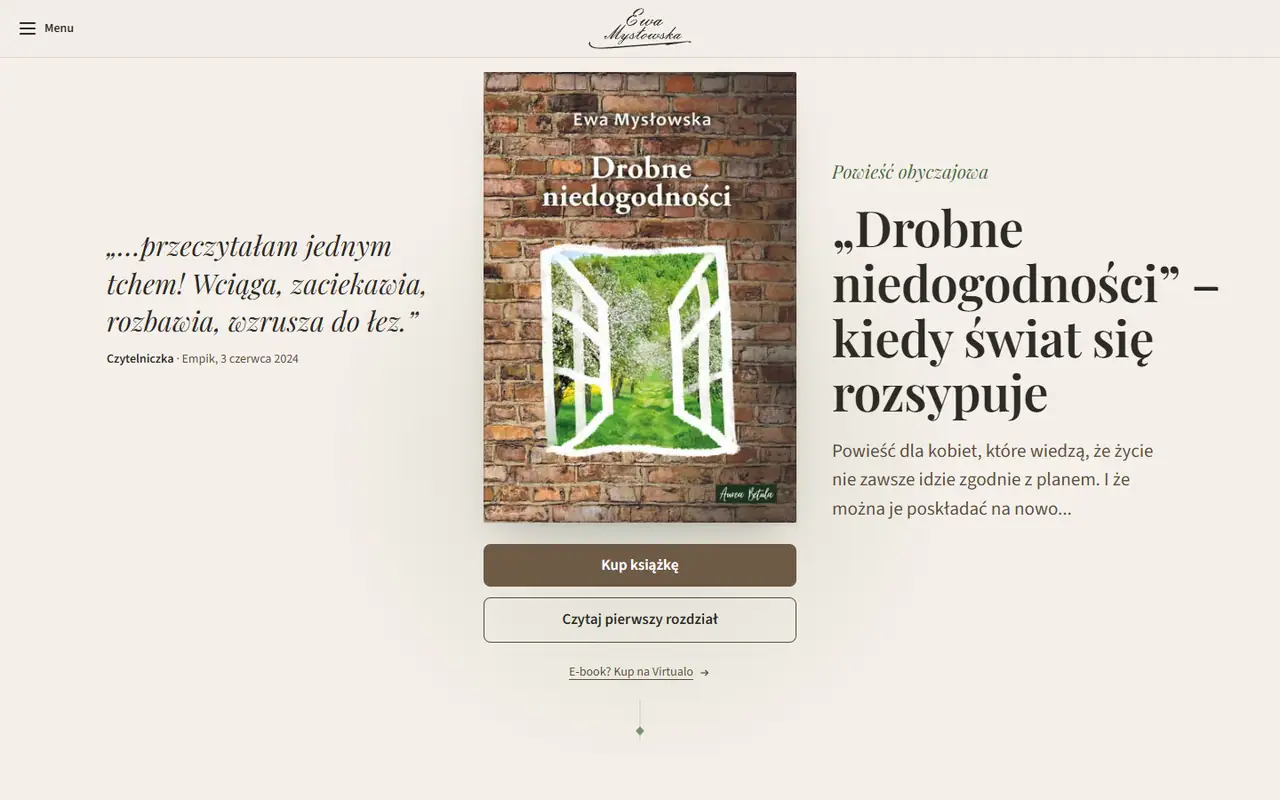 Menu
Ewa
Mysłowska
„…przeczytałam jednym
tchem! Wciąga, zaciekawia,
rozbawia, wzrusza do łez.”
Czytelniczka · Empik, 3 czerwca 2024
Ewa Mysłowska
Drobne
niedogodności
Aurea Betula
Kup książkę
Czytaj pierwszy rozdział
E-book? Kup na Virtualo →
Powieść obyczajowa
„Drobne
niedogodności” –
kiedy świat się
rozsypuje
Powieść dla kobiet, które wiedzą, że życie
nie zawsze idzie zgodnie z planem. I że
można je poskładać na nowo...